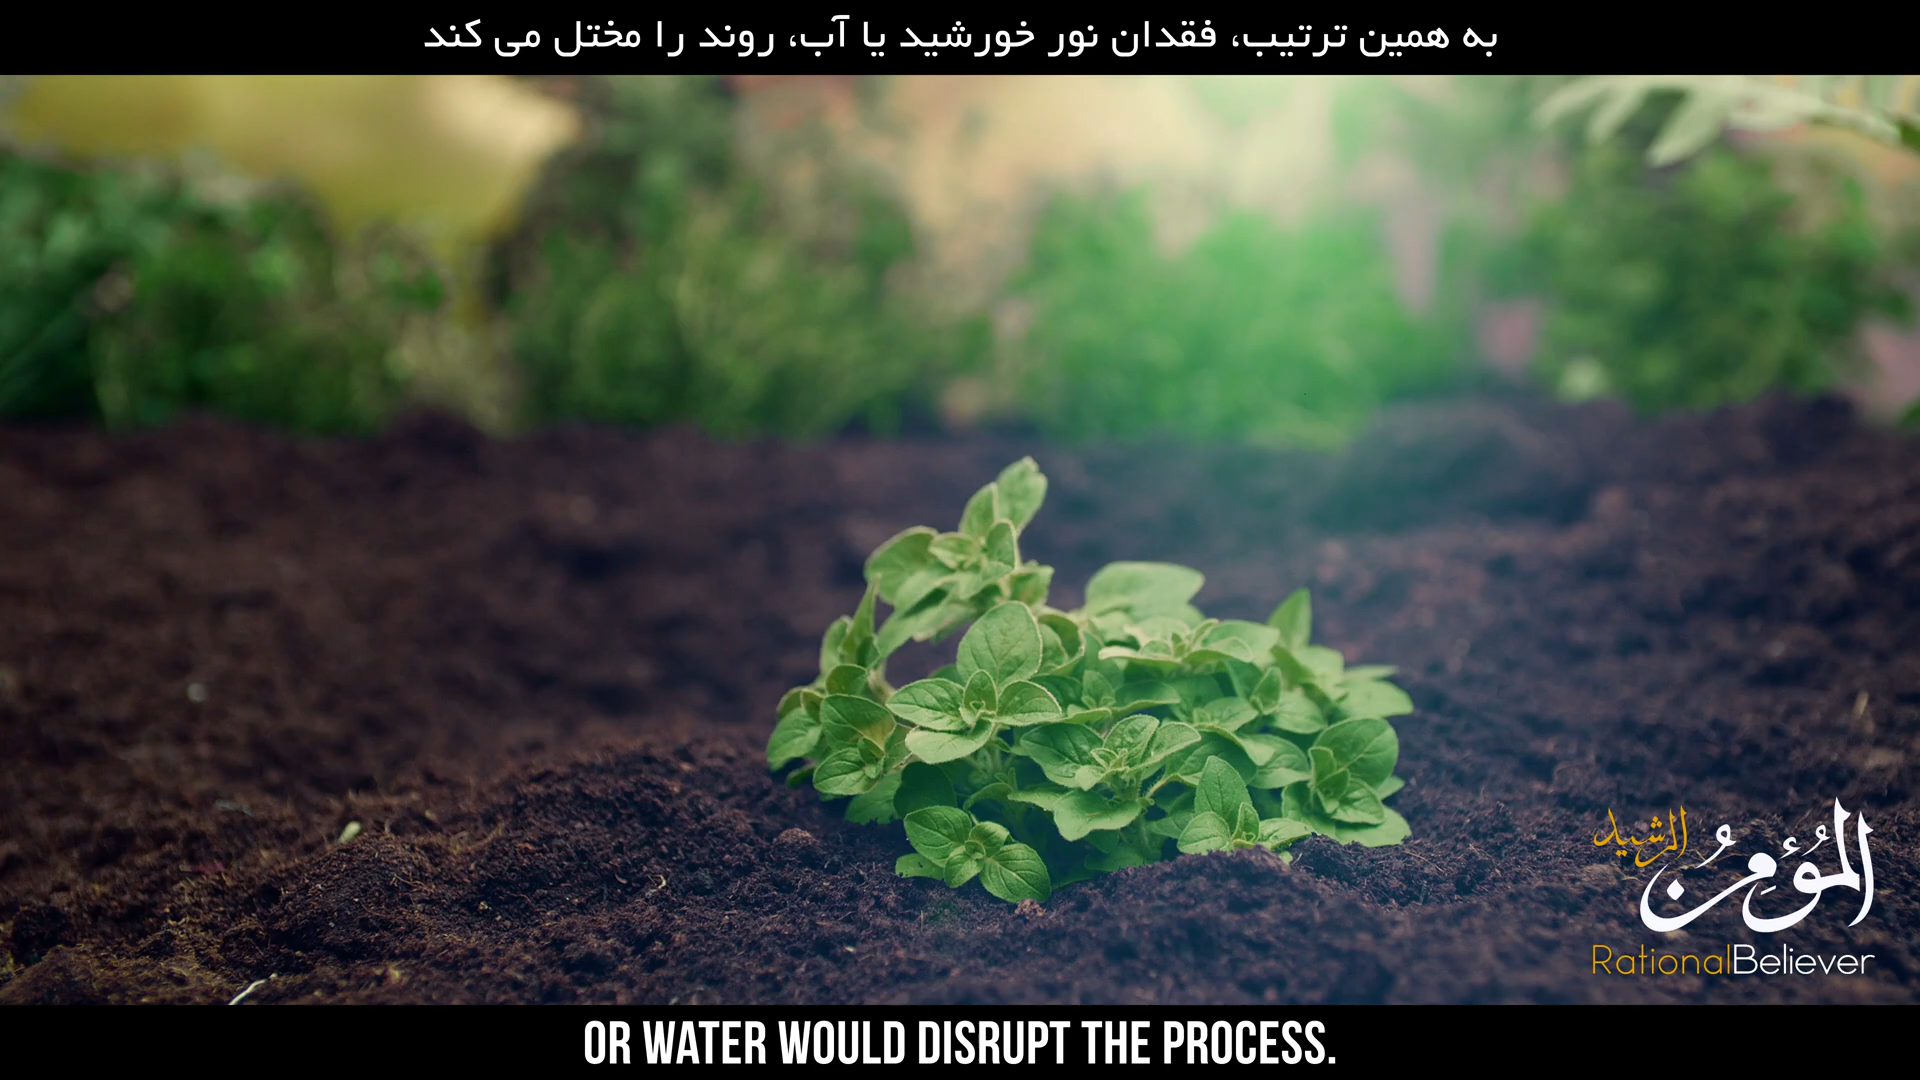 به همین ترتیب، فقدان نور خورشید یا آب، روند را مختل می کند
المؤمن الرشيد
RationalBeliever
OR WATER WOULD DISRUPT THE PROCESS.